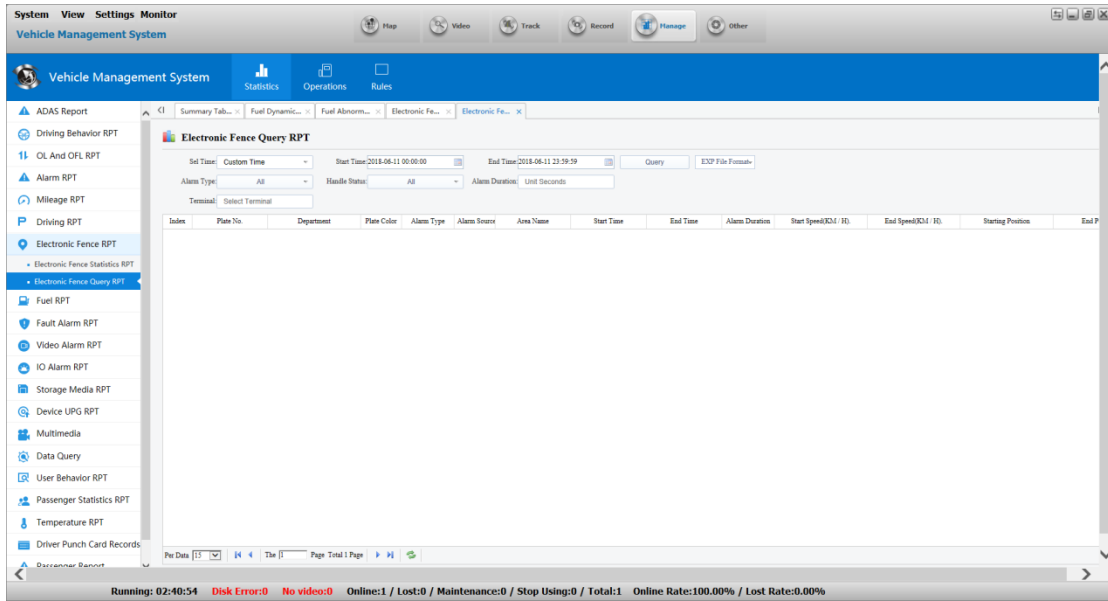 System View Settings Monitor
Vehicle Management System
Map Video Track Record Manage Other
Vehicle Management System
Statistics Operations Rules
ADAS Report
Driving Behavior RPT
OL And OFL RPT
Alarm RPT
Mileage RPT
Driving RPT
Electronic Fence RPT
Electronic Fence Statistics RPT
Electronic Fence Query RPT
Fuel RPT
Fault Alarm RPT
Video Alarm RPT
IO Alarm RPT
Storage Media RPT
Device UPG RPT
Multimedia
Data Query
User Behavior RPT
Passenger Statistics RPT
Temperature RPT
Driver Punch Card Records
Passenger Report
Summary Tab... Fuel Dynamic... Fuel Abnorm... Electronic Fe... Electronic Fe...
Electronic Fence Query RPT
Sel Time: Custom Time Start Time: 2018-06-11 00:00:00 End Time: 2018-06-11 23:59:59 Query EXP File Format
Alarm Type: All Handle Status: All Alarm Duration: Unit Seconds
Terminal: Select Terminal
Index Plate No. Department Plate Color Alarm Type Alarm Source Area Name Start Time End Time Alarm Duration Start Speed(KM / H). End Speed(KM / H). Starting Position End P
Per Data 15 The 1 Page Total 1 Page
Running: 02:40:54 Disk Error:0 No video:0 Online:1 / Lost:0 / Maintenance:0 / Stop Using:0 / Total:1 Online Rate:100.00% / Lost Rate:0.00%